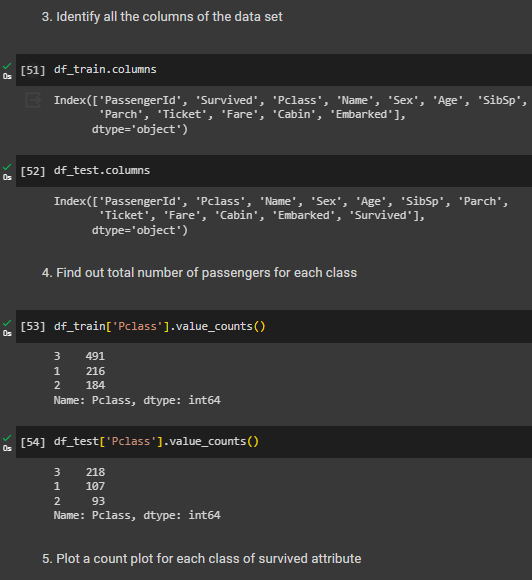 3. Identify all the columns of the data set
[51] df_train.columns
0s
Index(['PassengerId', 'Survived', 'Pclass', 'Name', 'Sex', 'Age', 'SibSp',
'Parch', 'Ticket', 'Fare', 'Cabin', 'Embarked'],
dtype='object')
[52] df_test.columns
0s
Index(['PassengerId', 'Pclass', 'Name', 'Sex', 'Age', 'SibSp', 'Parch',
'Ticket', 'Fare', 'Cabin', 'Embarked', 'Survived'],
dtype='object')
4. Find out total number of passengers for each class
[53] df_train['Pclass'].value_counts()
0s
3 491
1 216
2 184
Name: Pclass, dtype: int64
[54] df_test['Pclass'].value_counts()
0s
3 218
1 107
2 93
Name: Pclass, dtype: int64
5. Plot a count plot for each class of survived attribute